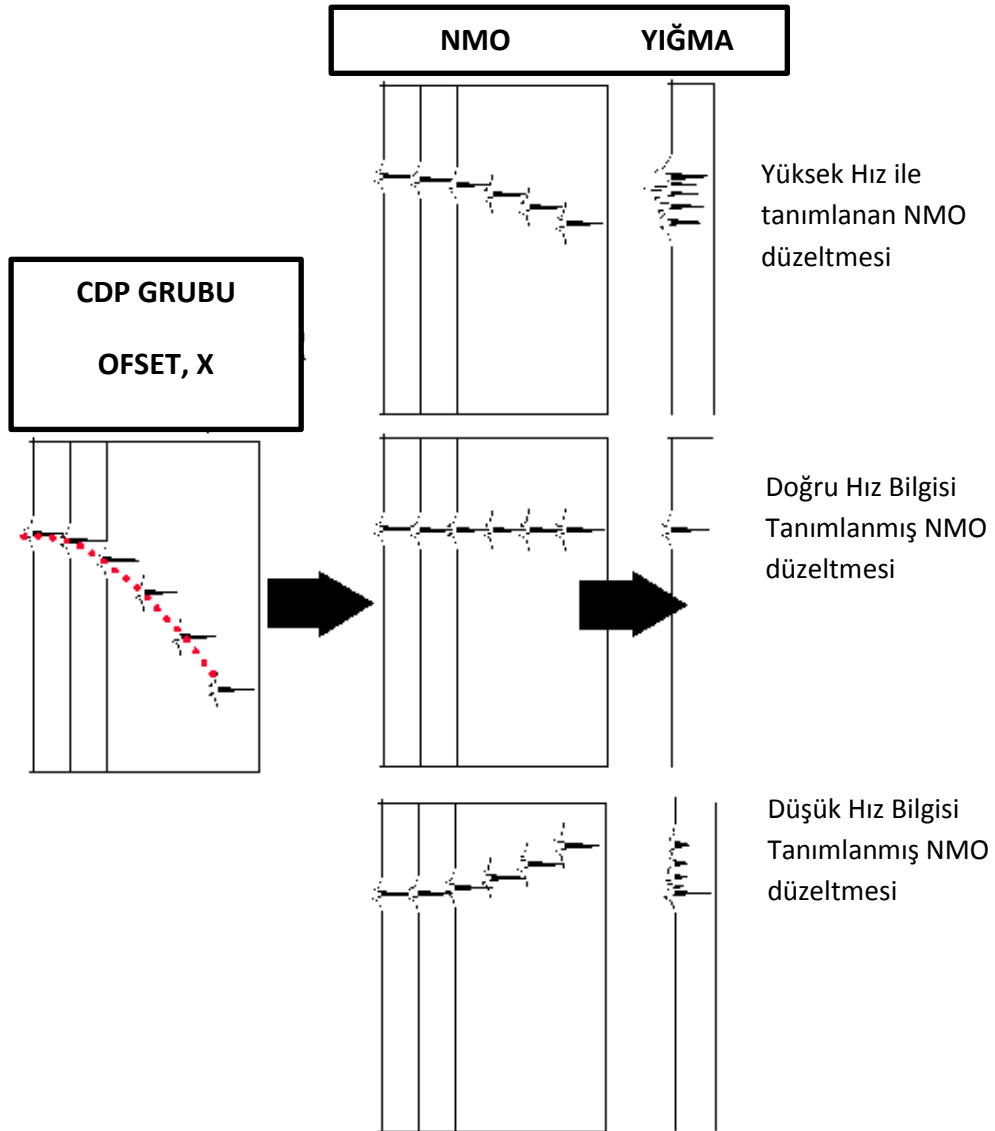 NMO YIĞMA
Yüksek Hız ile
tanımlanan NMO
düzeltmesi
CDP GRUBU
OFSET, X
Doğru Hız Bilgisi
Tanımlanmış NMO
düzeltmesi
Düşük Hız Bilgisi
Tanımlanmış NMO
düzeltmesi